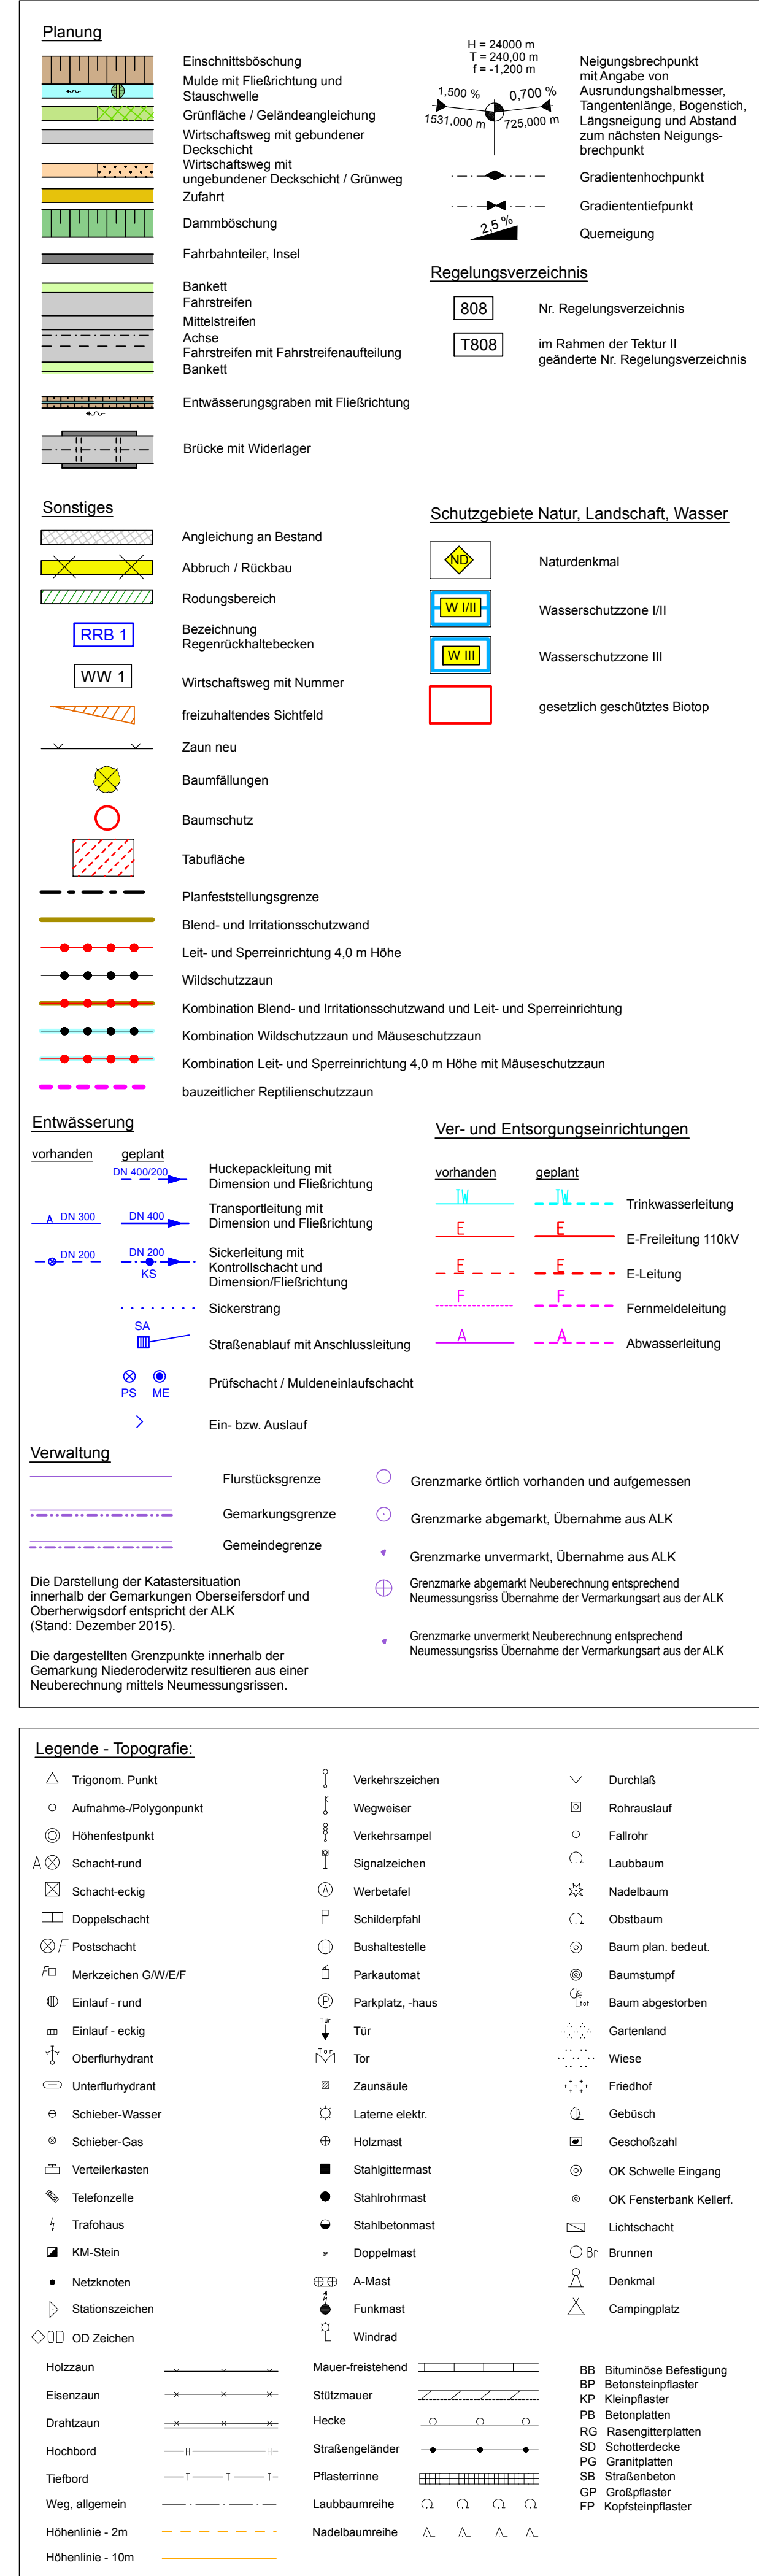 Planung
Einschnittsböschung
Mulde mit Fließrichtung und
Stauschwelle
Grünfläche / Geländeangleichung
Wirtschaftsweg mit gebundener
Deckschicht
Wirtschaftsweg mit
ungebundener Deckschicht / Grünweg
Zufahrt
Dammböschung
Fahrbahnteiler, Insel
Bankett
Fahrstreifen
Mittelstreifen
Achse
Fahrstreifen mit Fahrstreifenaufteilung
Bankett
Entwässerungsgraben mit Fließrichtung
Brücke mit Widerlager
H = 24000 m
T = 240,00 m
f = -1,200 m
1,500 % 0,700 %
1531,000 m 725,000 m
Neigungsbrechpunkt
mit Angabe von
Ausrundungshalbmesser,
Tangentenlänge, Bogenstich,
Längsneigung und Abstand
zum nächsten Neigungs-
brechpunkt
Gradientenhochpunkt
Gradiententiefpunkt
2,5 % Querneigung
Regelungsverzeichnis
808 Nr. Regelungsverzeichnis
T808 im Rahmen der Tektur II
geänderte Nr. Regelungsverzeichnis
Sonstiges
Angleichung an Bestand
Abbruch / Rückbau
Rodungsbereich
RRB 1 Bezeichnung
Regenrückhaltebecken
WW 1 Wirtschaftsweg mit Nummer
freizuhaltendes Sichtfeld
Zaun neu
Baumfällungen
Baumschutz
Tabufläche
Planfeststellungsgrenze
Blend- und Irritationsschutzwand
Leit- und Sperreinrichtung 4,0 m Höhe
Wildschutzzaun
Kombination Blend- und Irritationsschutzwand und Leit- und Sperreinrichtung
Kombination Wildschutzzaun und Mäuseschutzzaun
Kombination Leit- und Sperreinrichtung 4,0 m Höhe mit Mäuseschutzzaun
bauzeitlicher Reptilienschutzzaun
Schutzgebiete Natur, Landschaft, Wasser
ND Naturdenkmal
W I/II Wasserschutzzone I/II
W III Wasserschutzzone III
gesetzlich geschütztes Biotop
Entwässerung
vorhanden geplant
DN 400/200 Huckepackleitung mit
Dimension und Fließrichtung
A DN 300 DN 400 Transportleitung mit
Dimension und Fließrichtung
DN 200 DN 200 KS Sickerleitung mit
Kontrollschacht und
Dimension/Fließrichtung
Sickerstrang
SA Straßenablauf mit Anschlussleitung
PS ME Prüfschacht / Muldeneinlaufschacht
Ein- bzw. Auslauf
Ver- und Entsorgungseinrichtungen
vorhanden geplant
TW TW Trinkwasserleitung
E E E-Freileitung 110kV
E E E-Leitung
F F Fernmeldeleitung
A A Abwasserleitung
Verwaltung
Flurstücksgrenze
Gemarkungsgrenze
Gemeindegrenze
Die Darstellung der Katastersituation
innerhalb der Gemarkungen Oberseifersdorf und
Oberherwigsdorf entspricht der ALK
(Stand: Dezember 2015).
Die dargestellten Grenzpunkte innerhalb der
Gemarkung Niederoderwitz resultieren aus einer
Neuberechnung mittels Neumessungsrissen.
Grenzmarke örtlich vorhanden und aufgemessen
Grenzmarke abgemarkt, Übernahme aus ALK
Grenzmarke unvermarkt, Übernahme aus ALK
Grenzmarke abgemarkt Neuberechnung entsprechend
Neumessungsriss Übernahme der Vermarkungsart aus der ALK
Grenzmarke unvermerkt Neuberechnung entsprechend
Neumessungsriss Übernahme der Vermarkungsart aus der ALK
Legende - Topografie:
Trigonom. Punkt
Aufnahme-/Polygonpunkt
Höhenfestpunkt
A Schacht-rund
Schacht-eckig
Doppelschacht
F Postschacht
F Merkzeichen G/W/E/F
Einlauf - rund
Einlauf - eckig
Oberflurhydrant
Unterflurhydrant
Schieber-Wasser
Schieber-Gas
Verteilerkasten
Telefonzelle
Trafohaus
KM-Stein
Netzknoten
Stationszeichen
OD OD Zeichen
Verkehrszeichen
Wegweiser
Verkehrsampel
Signalzeichen
A Werbetafel
Schilderpfahl
H Bushaltestelle
Parkautomat
P Parkplatz, -haus
Tür Tür
Tor Tor
Zaunsäule
Laterne elektr.
Holzmast
Stahlgittermast
Stahlrohrmast
Stahlbetonmast
Doppelmast
A-Mast
Funkmast
Windrad
Durchlaß
Rohrauslauf
Fallrohr
Laubbaum
Nadelbaum
Obstbaum
Baum plan. bedeut.
Baumstumpf
tot Baum abgestorben
Gartenland
Wiese
Friedhof
Gebüsch
Geschoßzahl
OK Schwelle Eingang
OK Fensterbank Kellerf.
Lichtschacht
Br Brunnen
Denkmal
Campingplatz
Holzzaun
Eisenzaun
Drahtzaun
Hochbord H H
Tiefbord T T T
Weg, allgemein
Höhenlinie - 2m
Höhenlinie - 10m
Mauer-freistehend
Stützmauer
Hecke
Straßengeländer
Pflasterrinne
Laubbaumreihe
Nadelbaumreihe
BB Bituminöse Befestigung
BP Betonsteinpflaster
KP Kleinpflaster
PB Betonplatten
RG Rasengitterplatten
SD Schotterdecke
PG Granitplatten
SB Straßenbeton
GP Großpflaster
FP Kopfsteinpflaster